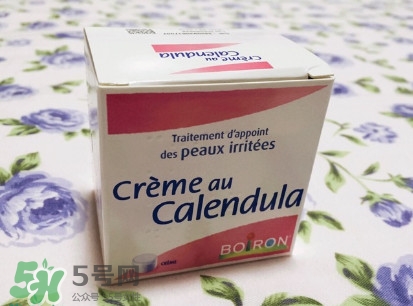 Crème au
Calendula
Traitement d'appoint
des peaux irritées
Crème au
Calendula
BOIRON
5号网